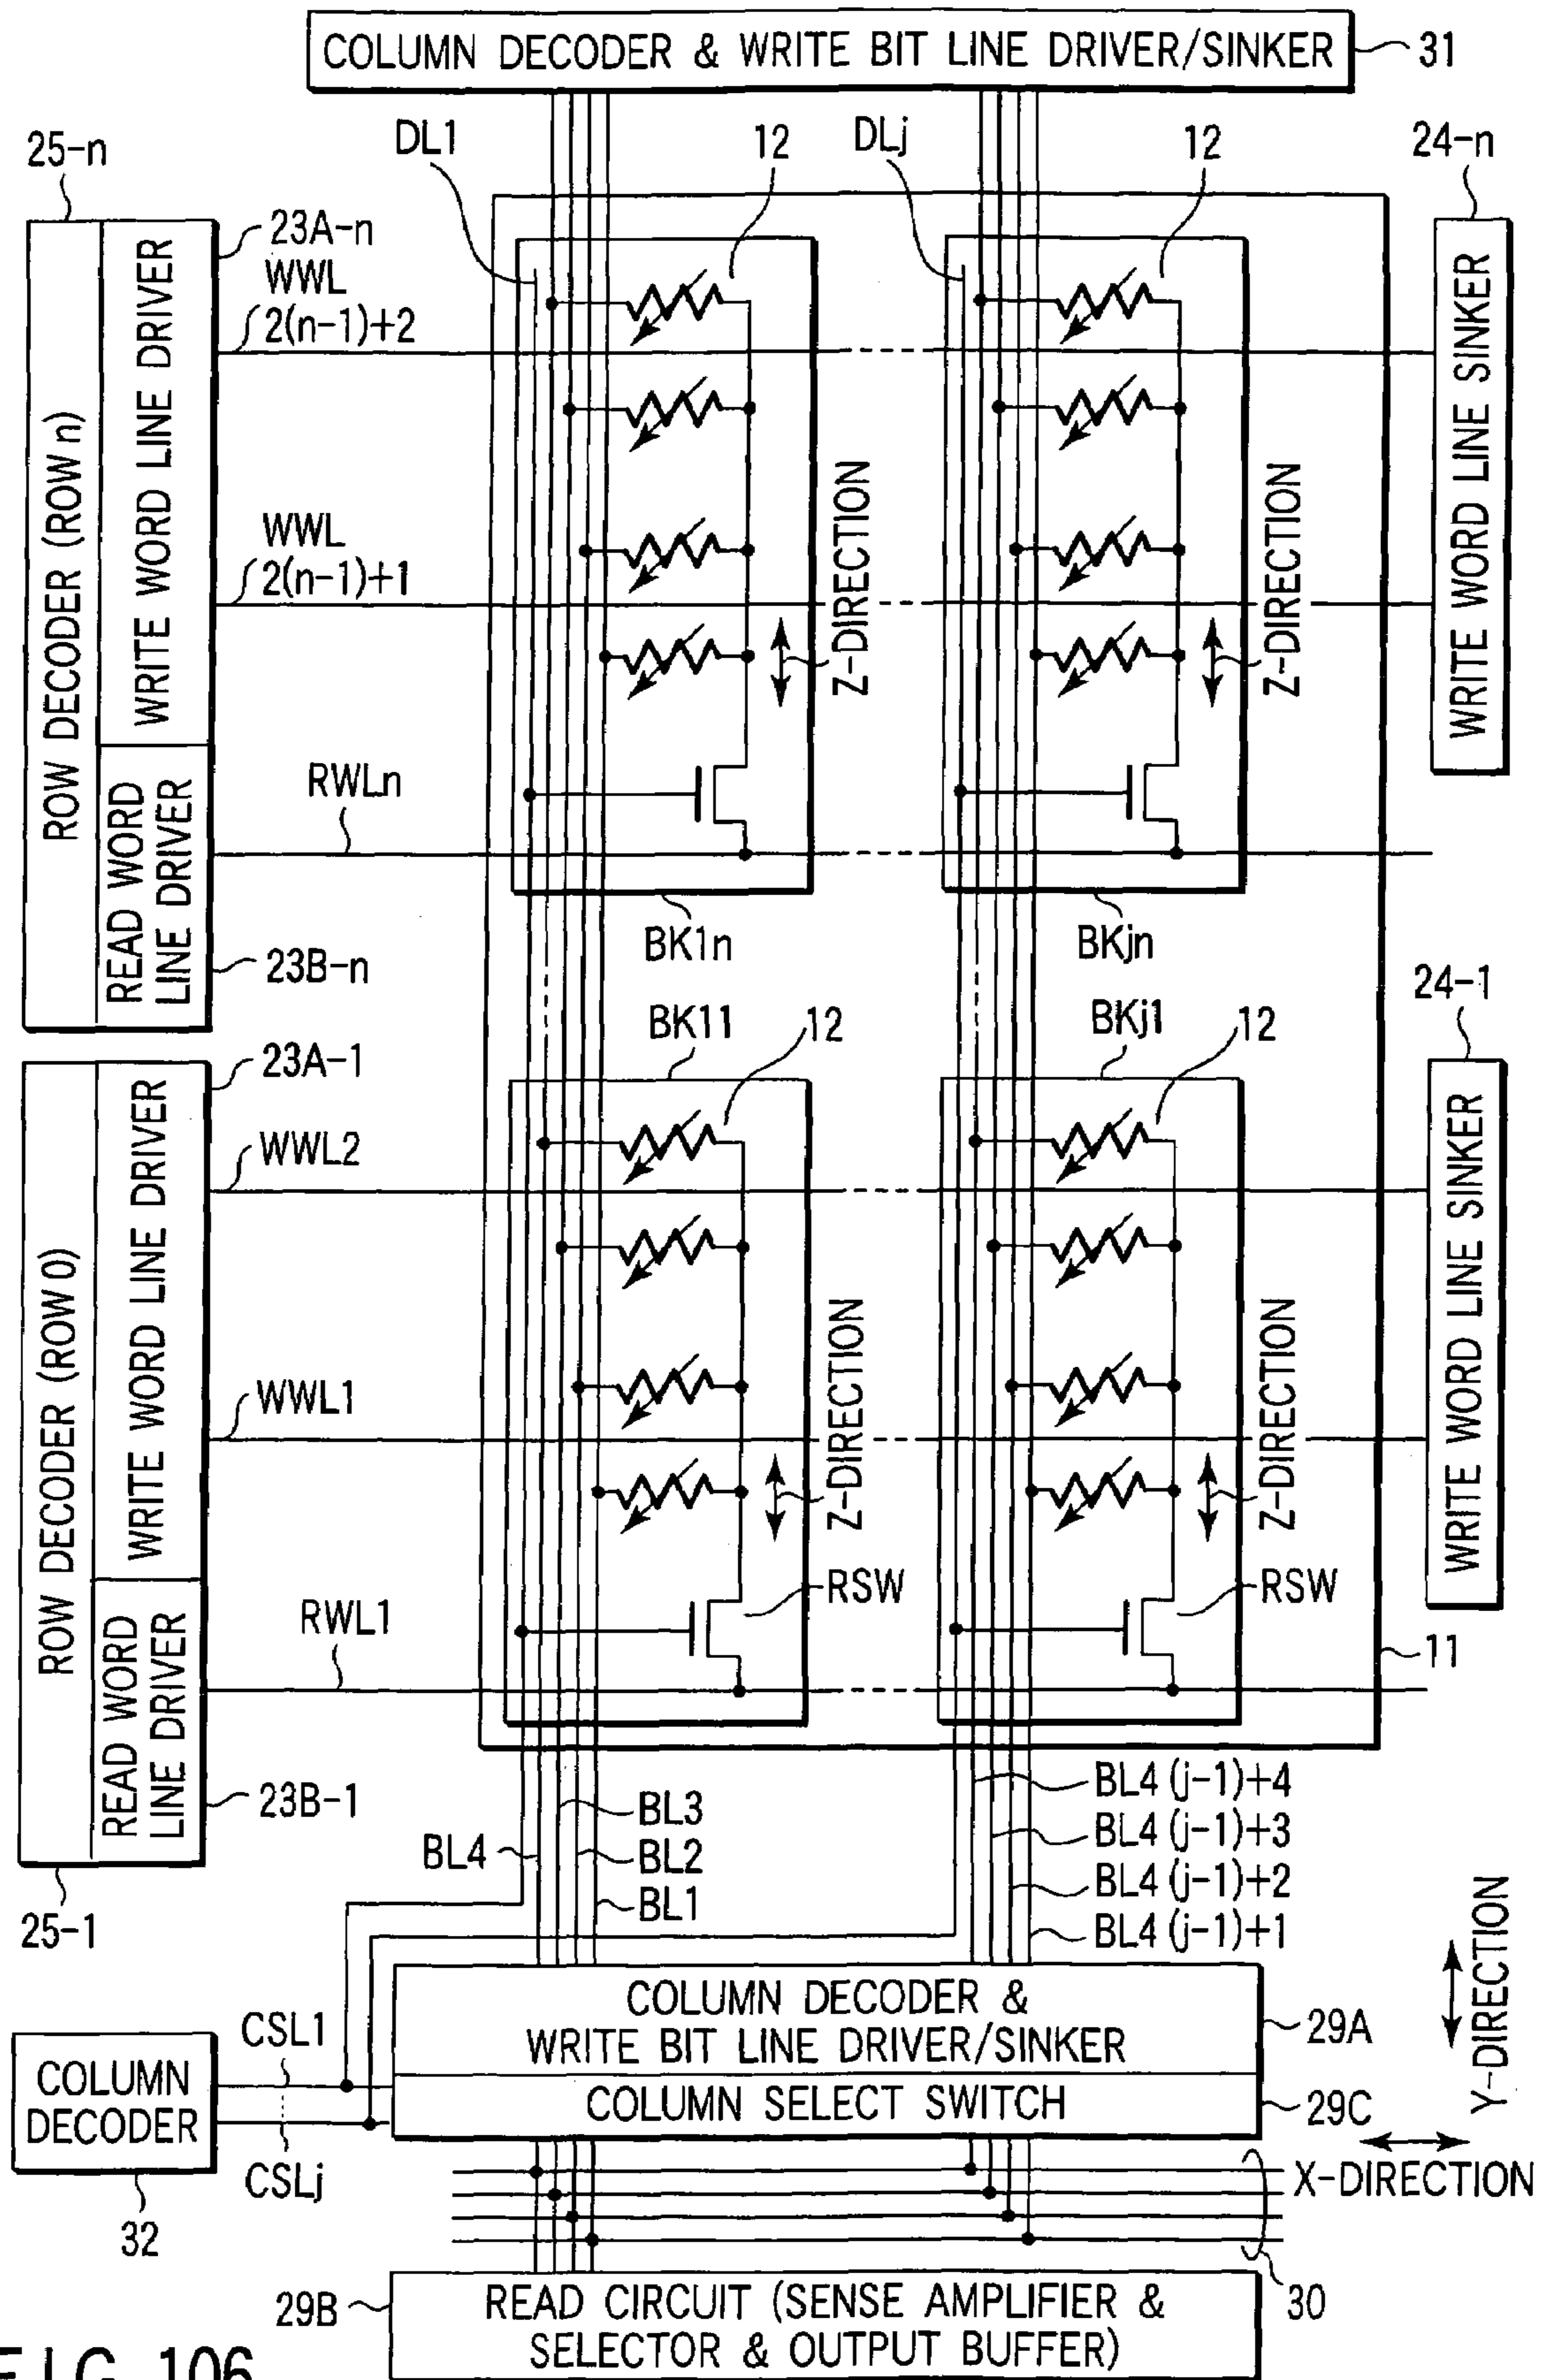 COLUMN DECODER & WRITE BIT LINE DRIVER/SINKER
31
DL1
12
DLj
12
25-n
24-n
ROW DECODER (ROW n)
WRITE WORD LINE DRIVER
READ WORD
LINE DRIVER
23A-n
WWL
2(n-1)+2
WWL
2(n-1)+1
RWLn
23B-n
Z-DIRECTION
Z-DIRECTION
WRITE WORD LINE SINKER
BK1n
BKjn
24-1
BK11
12
BKj1
12
ROW DECODER (ROW 0)
WRITE WORD LINE DRIVER
READ WORD
LINE DRIVER
23A-1
WWL2
WWL1
RWL1
23B-1
25-1
Z-DIRECTION
Z-DIRECTION
RSW
RSW
WRITE WORD LINE SINKER
11
BL4
BL3
BL2
BL1
BL4 (j-1)+4
BL4 (j-1)+3
BL4 (j-1)+2
BL4 (j-1)+1
Y-DIRECTION
X-DIRECTION
COLUMN DECODER &
WRITE BIT LINE DRIVER/SINKER
29A
COLUMN SELECT SWITCH
29C
CSL1
CSLj
COLUMN
DECODER
32
30
29B
READ CIRCUIT (SENSE AMPLIFIER &
SELECTOR & OUTPUT BUFFER)
FIG. 106